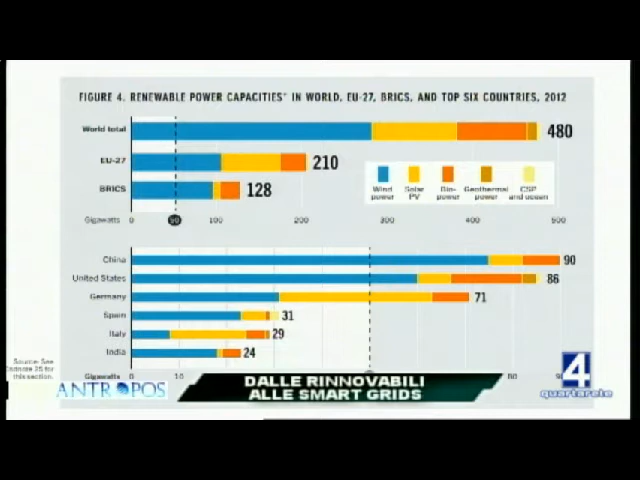 FIGURE 4. RENEWABLE POWER CAPACITIES* IN WORLD, EU-27, BRICS, AND TOP SIX COUNTRIES, 2012
World total 480
EU-27 210
BRICS 128
Wind power
Solar PV
Bio-power
Geothermal power
CSP and ocean
Gigawatts 0 50 100 200 300 400 500
China 90
United States 86
Germany 71
Spain 31
Italy 29
India 24
Source: See
Endnote 25 for
this section.
Gigawatts 0 10 80
ANTROPOS
DALLE RINNOVABILI
ALLE SMART GRIDS
4
quartarete